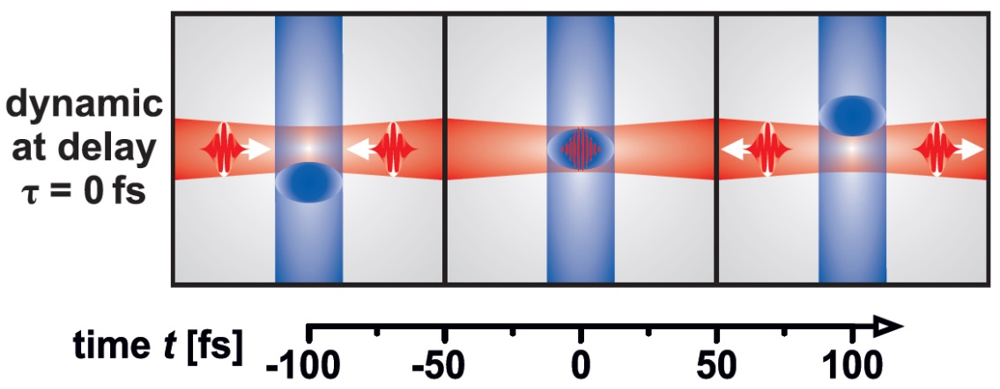 dynamic
at delay
τ = 0 fs
time t [fs]
-100 -50 0 50 100